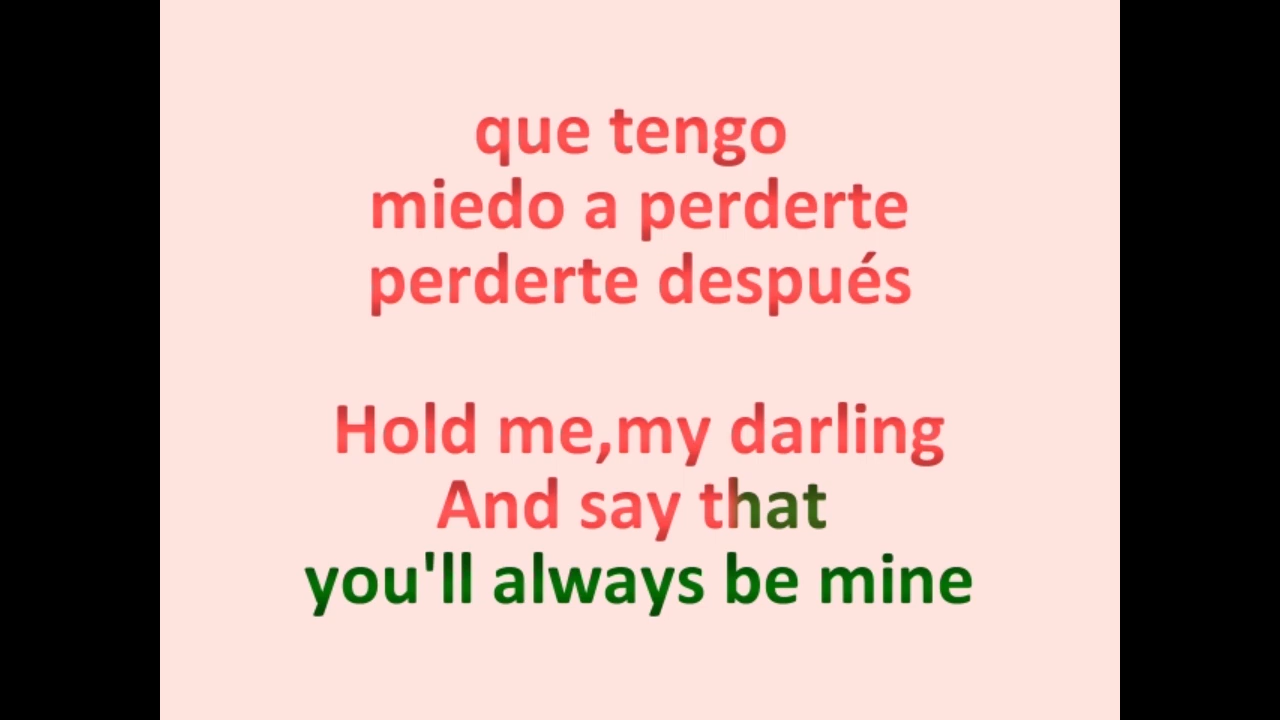 que tengo
miedo a perderte
perderte después
Hold me,my darling
And say that
you'll always be mine